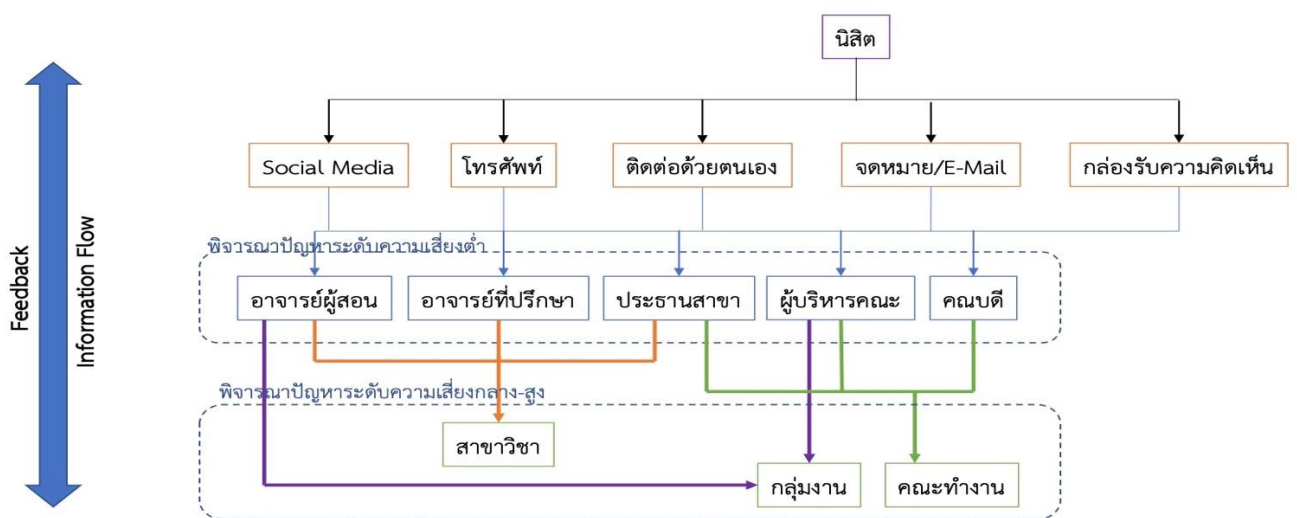 นิสิต
Social Media
โทรศัพท์
ติดต่อด้วยตนเอง
จดหมาย/E-Mail
กล่องรับความคิดเห็น
Feedback
Information Flow
พิจารณาปัญหาระดับความเสี่ยงต่ำ
อาจารย์ผู้สอน
อาจารย์ที่ปรึกษา
ประธานสาขา
ผู้บริหารคณะ
คณบดี
พิจารณาปัญหาระดับความเสี่ยงกลาง-สูง
สาขาวิชา
กลุ่มงาน
คณะทำงาน